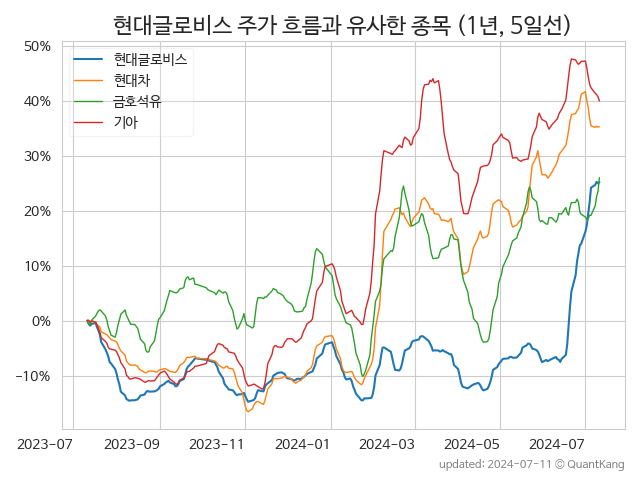 현대글로비스 주가 흐름과 유사한 종목 (1년, 5일선)
현대글로비스
현대차
금호석유
기아
50%
40%
30%
20%
10%
0%
−10%
2023-07
2023-09
2023-11
2024-01
2024-03
2024-05
2024-07
updated: 2024-07-11 © QuantKang